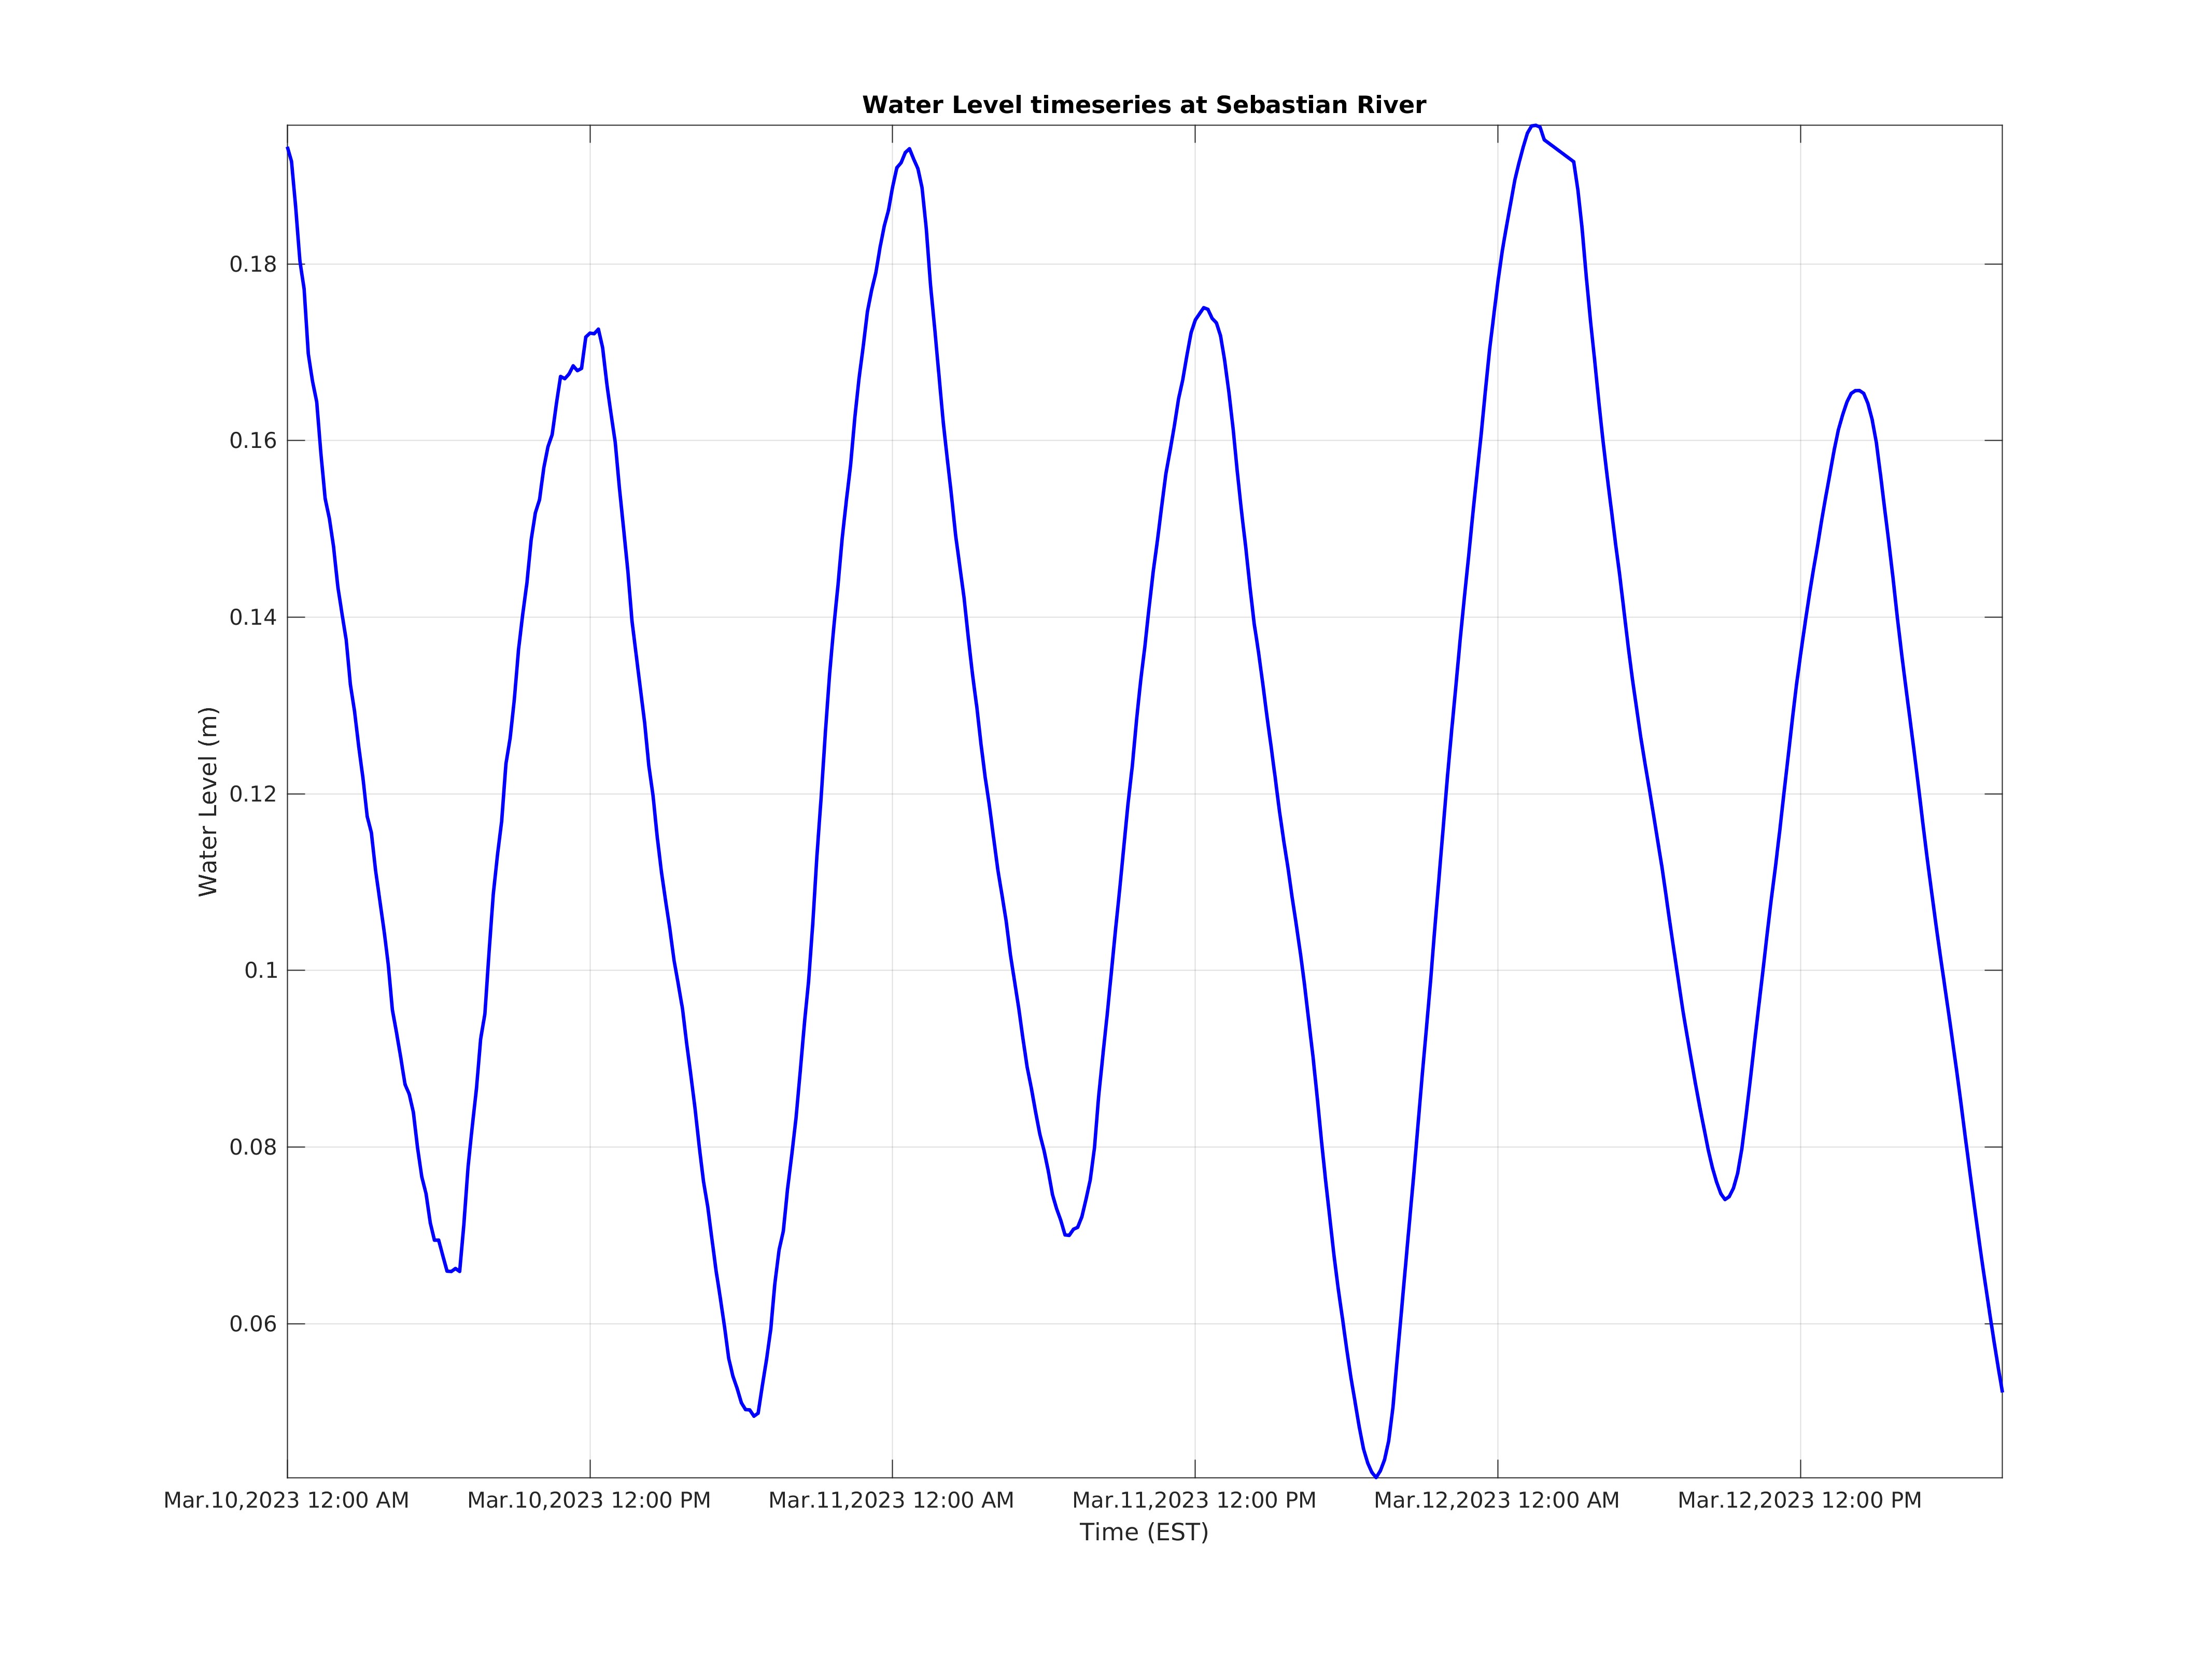 Water Level timeseries at Sebastian River
Water Level (m)
0.18
0.16
0.14
0.12
0.1
0.08
0.06
Mar.10,2023 12:00 AM
Mar.10,2023 12:00 PM
Mar.11,2023 12:00 AM
Mar.11,2023 12:00 PM
Mar.12,2023 12:00 AM
Mar.12,2023 12:00 PM
Time (EST)